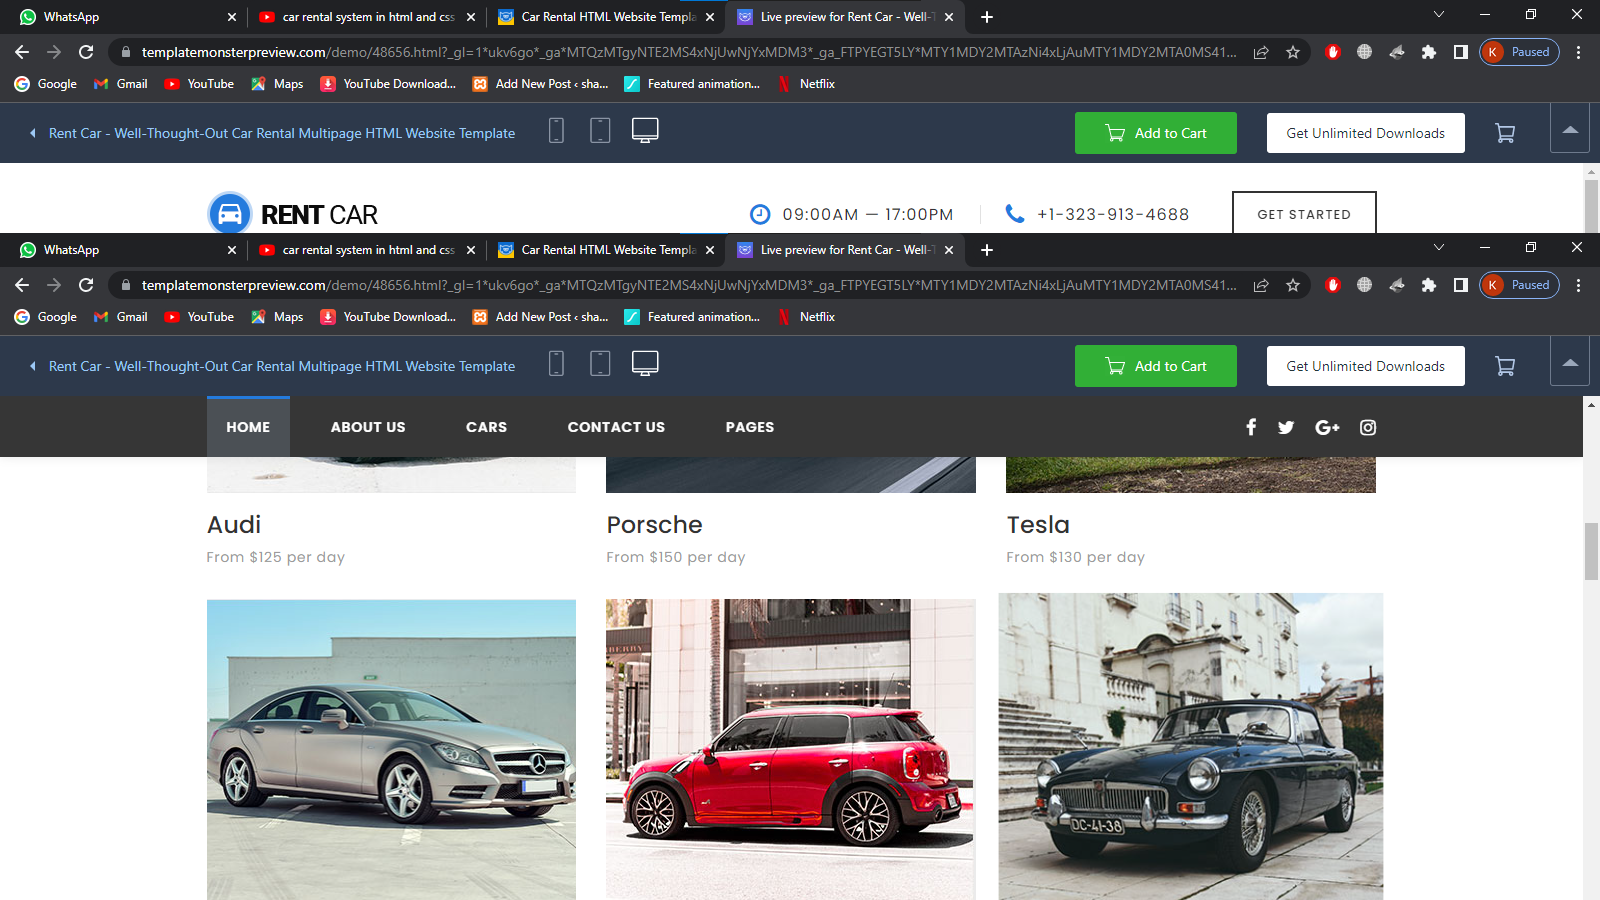 WhatsApp
car rental system in html and css
Car Rental HTML Website Templa
Live preview for Rent Car - Well-T
templatemonsterpreview.com/demo/48656.html?_gl=1*ukv6go*_ga*MTQzMTgyNTE2MS4xNjUwNjYxMDM3*_ga_FTPYEGT5LY*MTY1MDY2MTAzNi4xLjAuMTY1MDY2MTA0MS41...
K Paused
Google
Gmail
YouTube
Maps
YouTube Download...
Add New Post ‹ sha...
Featured animation...
Netflix
Rent Car - Well-Thought-Out Car Rental Multipage HTML Website Template
Add to Cart
Get Unlimited Downloads
RENT CAR
09:00AM — 17:00PM
+1-323-913-4688
GET STARTED
WhatsApp
car rental system in html and css
Car Rental HTML Website Templa
Live preview for Rent Car - Well-T
templatemonsterpreview.com/demo/48656.html?_gl=1*ukv6go*_ga*MTQzMTgyNTE2MS4xNjUwNjYxMDM3*_ga_FTPYEGT5LY*MTY1MDY2MTAzNi4xLjAuMTY1MDY2MTA0MS41...
K Paused
Google
Gmail
YouTube
Maps
YouTube Download...
Add New Post ‹ sha...
Featured animation...
Netflix
Rent Car - Well-Thought-Out Car Rental Multipage HTML Website Template
Add to Cart
Get Unlimited Downloads
HOME
ABOUT US
CARS
CONTACT US
PAGES
Audi
From $125 per day
Porsche
From $150 per day
Tesla
From $130 per day
DC-41-38